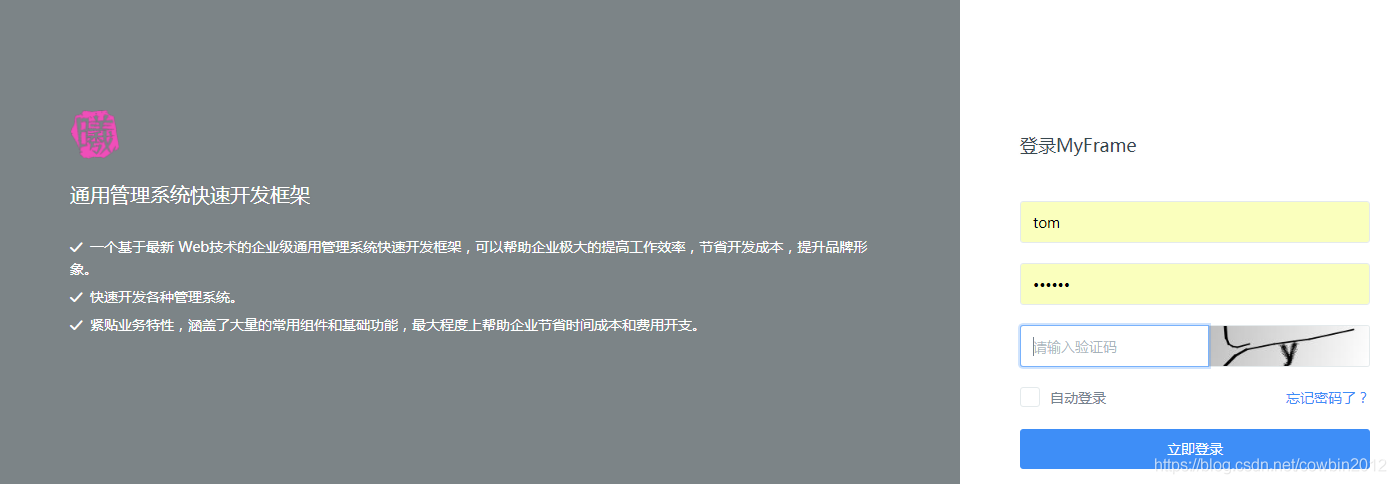 曦
通用管理系统快速开发框架
一个基于最新 Web技术的企业级通用管理系统快速开发框架，可以帮助企业极大的提高工作效率，节省开发成本，提升品牌形
象。
快速开发各种管理系统。
紧贴业务特性，涵盖了大量的常用组件和基础功能，最大程度上帮助企业节省时间成本和费用开支。
登录MyFrame
tom
••••••
请输入验证码
自动登录
忘记密码了？
立即登录
https://blog.csdn.net/cowbin2012